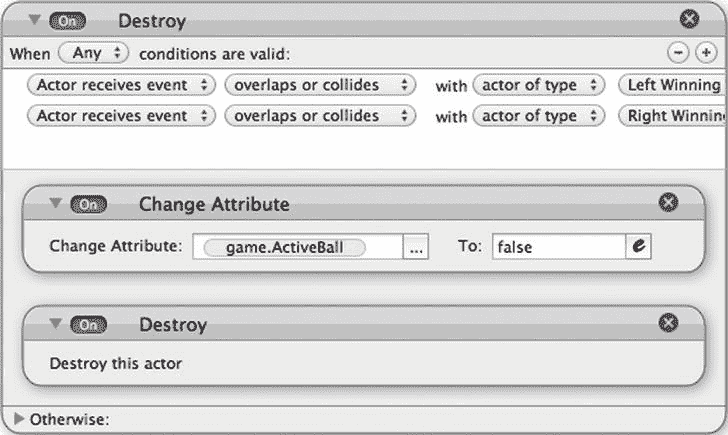 On Destroy
When Any conditions are valid:
Actor receives event overlaps or collides with actor of type Left Winning
Actor receives event overlaps or collides with actor of type Right
On Change Attribute
Change Attribute: game.ActiveBall ... To: false e
On Destroy
Destroy this actor
Otherwise: